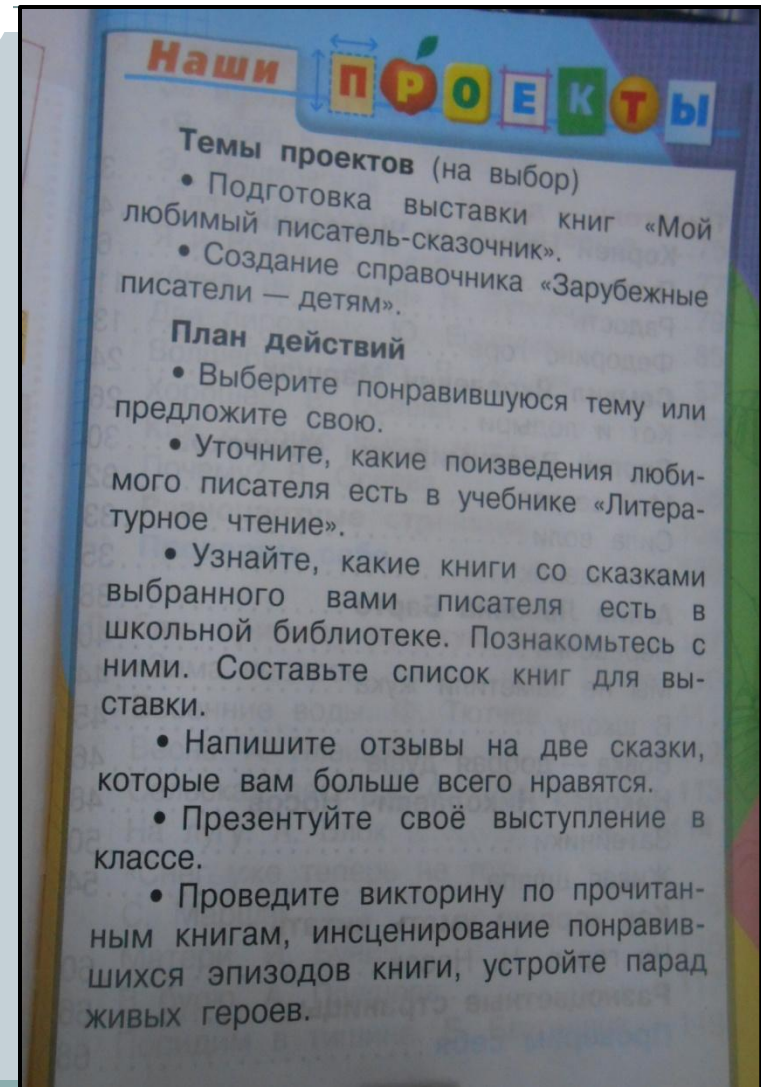 Наши ПРОЕКТЫ
Темы проектов (на выбор)
• Подготовка выставки книг «Мой
любимый писатель-сказочник».
• Создание справочника «Зарубежные
писатели — детям».
План действий
• Выберите понравившуюся тему или
предложите свою.
• Уточните, какие поизведения люби-
мого писателя есть в учебнике «Литера-
турное чтение».
• Узнайте, какие книги со сказками
выбранного вами писателя есть в
школьной библиотеке. Познакомьтесь с
ними. Составьте список книг для вы-
ставки.
• Напишите отзывы на две сказки,
которые вам больше всего нравятся.
• Презентуйте своё выступление в
классе.
• Проведите викторину по прочитан-
ным книгам, инсценирование понравив-
шихся эпизодов книги, устройте парад
живых героев.